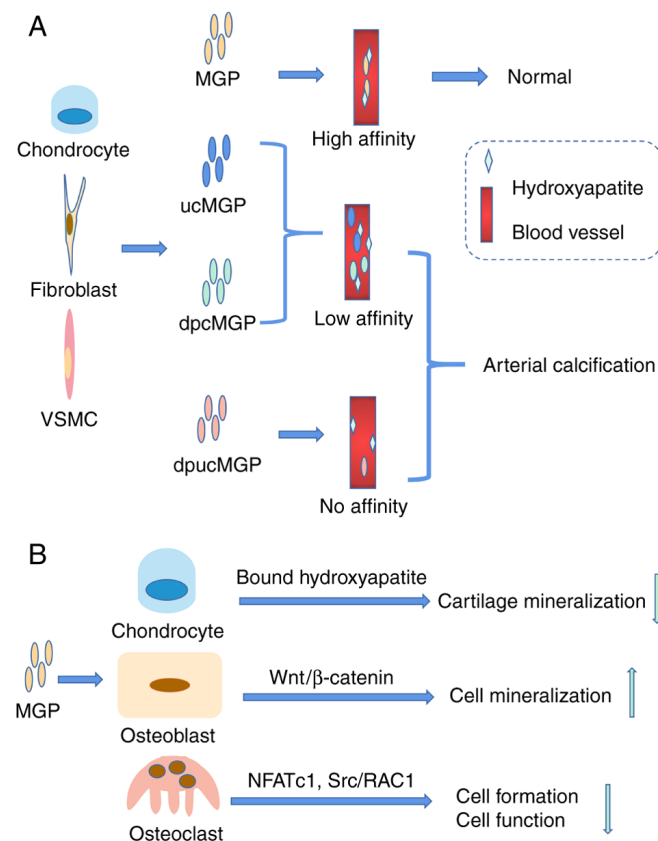 A
MGP
High affinity
Normal
Chondrocyte
ucMGP
Hydroxyapatite
Blood vessel
Fibroblast
dpcMGP
Low affinity
Arterial calcification
VSMC
dpucMGP
No affinity
B
Bound hydroxyapatite
Cartilage mineralization
Chondrocyte
MGP
Wnt/β-catenin
Cell mineralization
Osteoblast
NFATc1, Src/RAC1
Cell formation
Cell function
Osteoclast